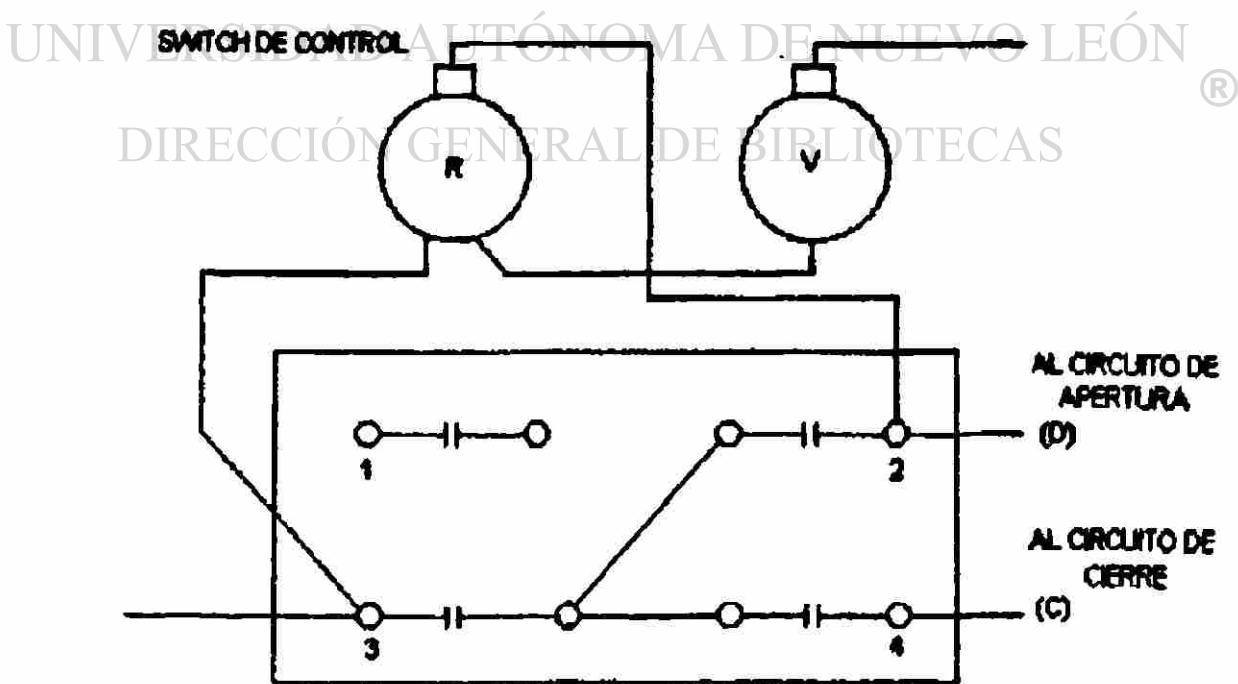 UNIVERSIDAD AUTÓNOMA DE NUEVO LEÓN
®
SWITCH DE CONTROL
DIRECCIÓN GENERAL DE BIBLIOTECAS
R
V
AL CIRCUITO DE
APERTURA
(D)
1
2
AL CIRCUITO DE
CIERRE
(C)
3
4